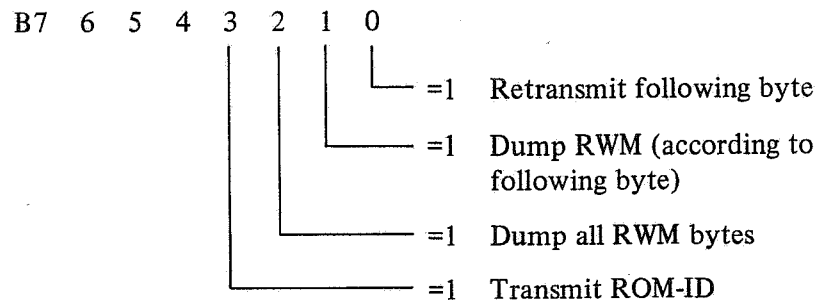 B7 6 5 4 3 2 1 0
=1 Retransmit following byte
=1 Dump RWM (according to
following byte)
=1 Dump all RWM bytes
=1 Transmit ROM-ID